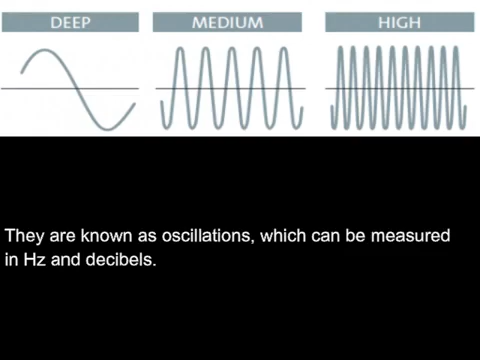 DEEP
MEDIUM
HIGH
They are known as oscillations, which can be measured
in Hz and decibels.